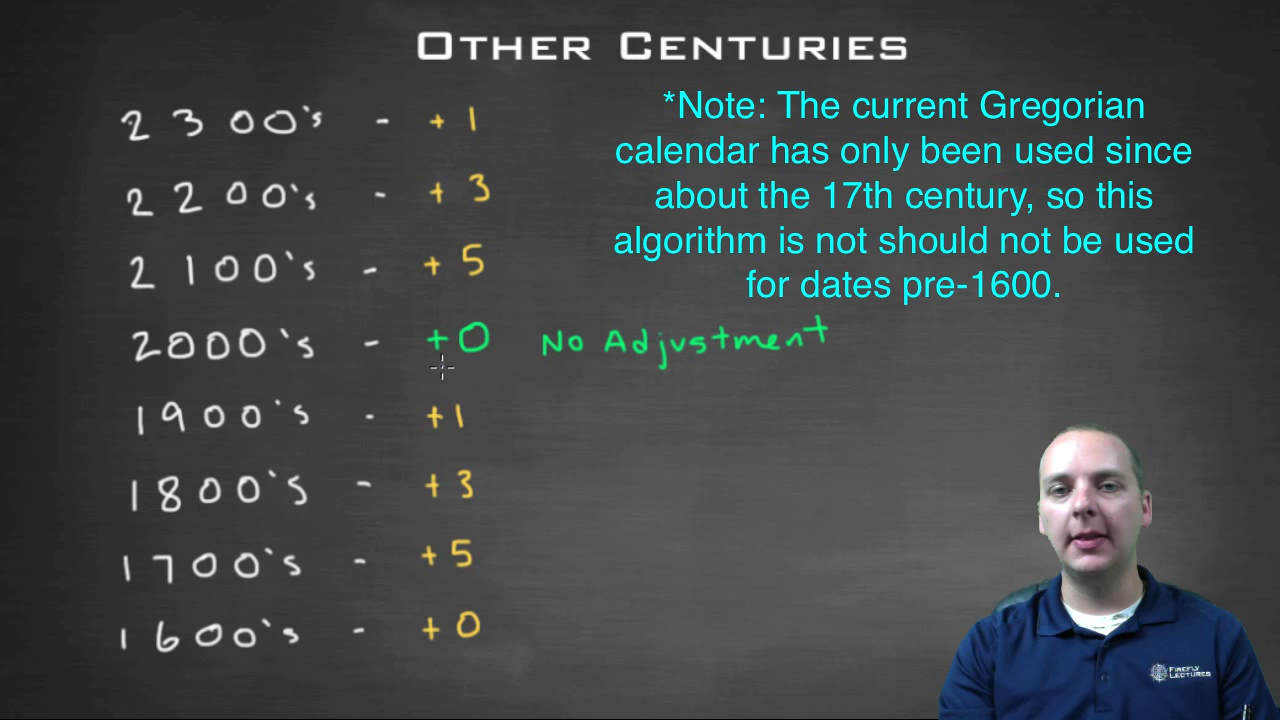 OTHER CENTURIES
2300's - +1
2200's - +3
2100's - +5
2000's - +0 No Adjustment
1900's - +1
1800's - +3
1700's - +5
1600's - +0
*Note: The current Gregorian
calendar has only been used since
about the 17th century, so this
algorithm is not should not be used
for dates pre-1600.
FIREFLY
LECTURES